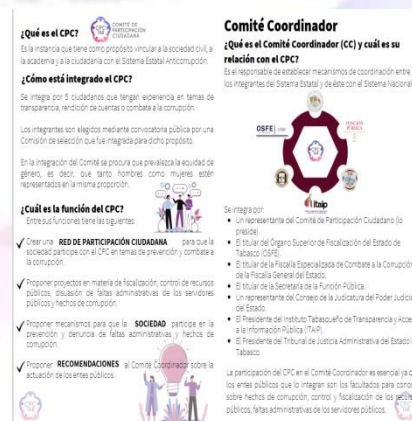 ¿Qué es el CPC?
COMITÉ DE
PARTICIPACIÓN
CIUDADANA
Es la instancia que tiene como propósito vincular a la sociedad civil, a
la academia y a la ciudadanía con el Sistema Estatal Anticorrupción.
¿Cómo está integrado el CPC?
Se integra por 5 ciudadanos que tengan experiencia en temas de
transparencia, rendición de cuentas o combate a la corrupción.
Los integrantes son elegidos mediante convocatoria pública por una
Comisión de selección que fue integrada para dicho propósito.
En la integración del Comité se procura que prevalezca la equidad de
género, es decir, que tanto hombres como mujeres estén
representados en la misma proporción.
¿Cuál es la función del CPC?
Entre sus funciones tiene las siguientes:
Crear una RED DE PARTICIPACIÓN CIUDADANA para que la
sociedad participe con el CPC en temas de prevención y combate a
la corrupción.
Proponer proyectos en materia de fiscalización, control de recursos
públicos, disuasión de faltas administrativas de los servidores
públicos y hechos de corrupción.
Proponer mecanismos para que la SOCIEDAD participe en la
prevención y denuncia de faltas administrativas y hechos de
corrupción.
Proponer RECOMENDACIONES al Comité Coordinador sobre la
actuación de los entes públicos.
Comité Coordinador
¿Qué es el Comité Coordinador (CC) y cuál es su
relación con el CPC?
Es el responsable de establecer mecanismos de coordinación entre
los integrantes del Sistema Estatal y de éste con el Sistema Nacional.
OSFE
FUNCIÓN
PÚBLICA
itaip
Se integra por:
• Un representante del Comité de Participación Ciudadano (lo
preside).
• El titular del Órgano Superior de Fiscalización del Estado de
Tabasco (OSFE).
• El titular de la Fiscalía Especializada de Combate a la Corrupción
de la Fiscalía General del Estado.
• El titular de la Secretaría de la Función Pública.
• Un representante del Consejo de la Judicatura del Poder Judicial
del Estado.
• El Presidente del Instituto Tabasqueño de Transparencia y Acce
a la Información Pública (ITAIP).
• El Presidente del Tribunal de Justicia Administrativa del Estado
Tabasco.
La participación del CPC en el Comité Coordinador es esencial ya q
los entes públicos que lo integran son los facultados para cono
sobre hechos de corrupción, control y fiscalización de los recurs
públicos, faltas administrativas de los servidores públicos.